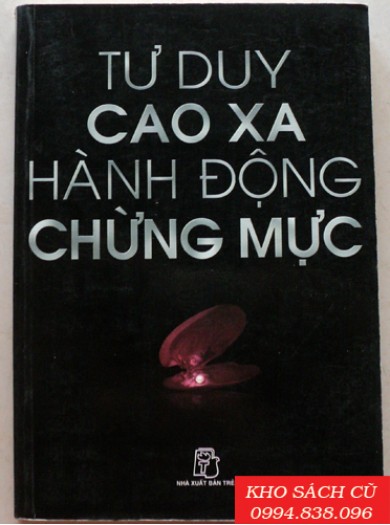 TƯ DUY
CAO XA
HÀNH ĐỘNG
CHỪNG MỰC
NHÀ XUẤT BẢN TRẺ
KHO SÁCH CŨ
0994.838.096